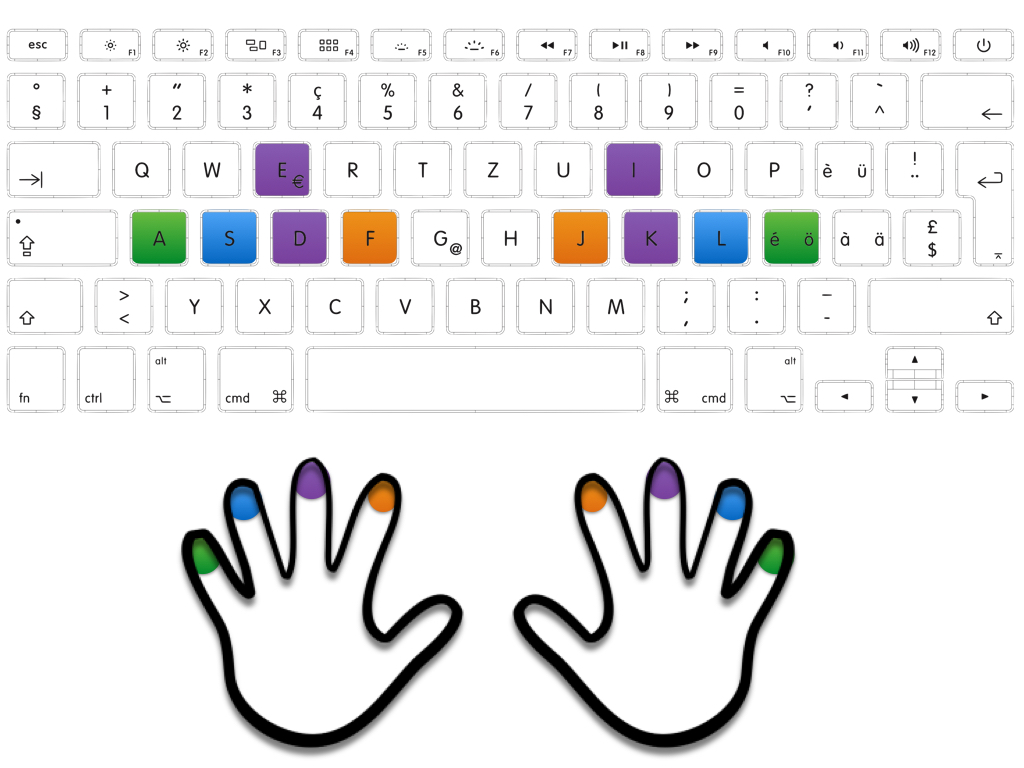 esc F1 F2 F3 F4 F5 F6 F7 F8 F9 F10 F11 F12
° + “ * ç % & / ( ) = ? `
§ 1 2 3 4 5 6 7 8 9 0 ' ^
Q W E € R T Z U I O P è ü ! ¨
A S D F G @ H J K L é ö à ä £ $
> < Y X C V B N M ; , : . _ -
alt alt
fn ctrl cmd ⌘ ⌘ cmd